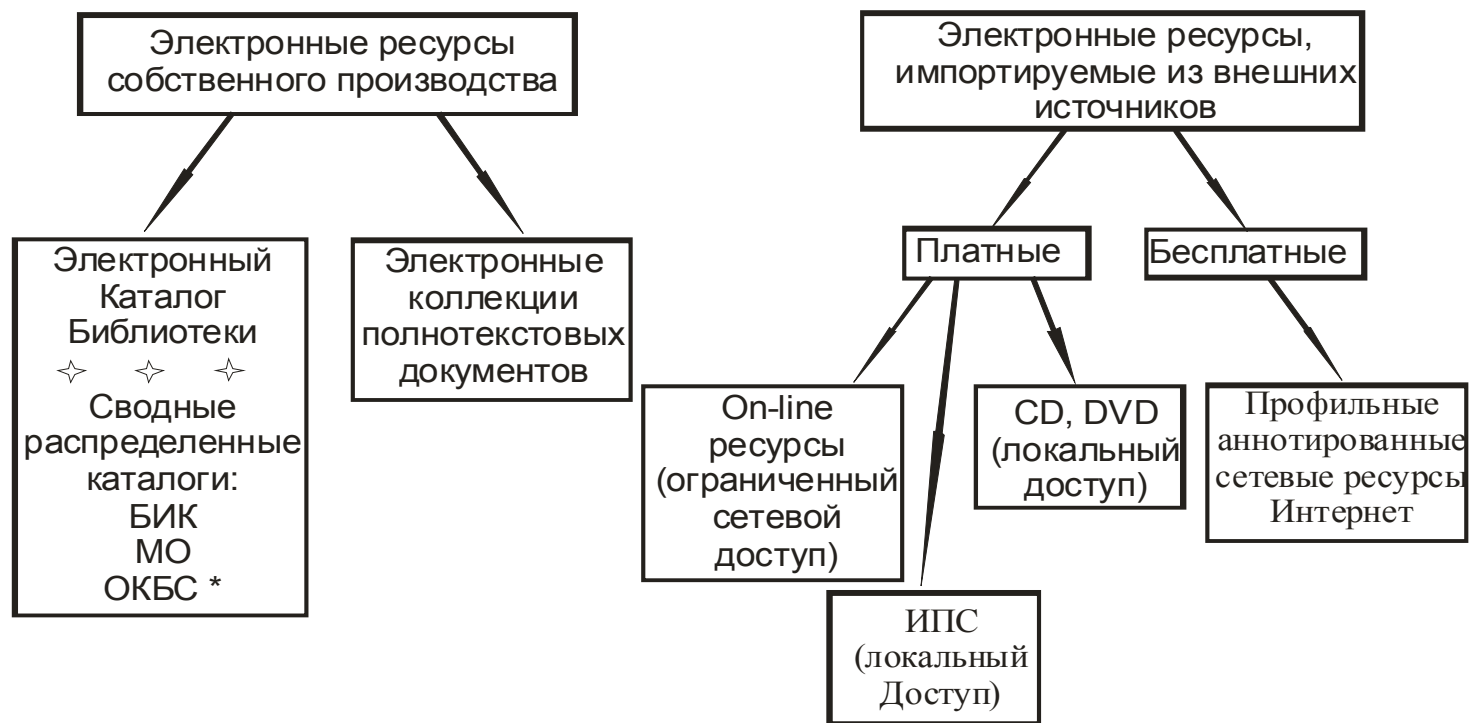 Электронные ресурсы
собственного производства
Электронные ресурсы,
импортируемые из внешних
источников
Электронный
Каталог
Библиотеки
Сводные
распределенные
каталоги:
БИК
МО
ОКБС *
Электронные
коллекции
полнотекстовых
документов
Платные
Бесплатные
On-line
ресурсы
(ограниченный
сетевой
доступ)
ИПС
(локальный
Доступ)
CD, DVD
(локальный
доступ)
Профильные
аннотированные
сетевые ресурсы
Интернет